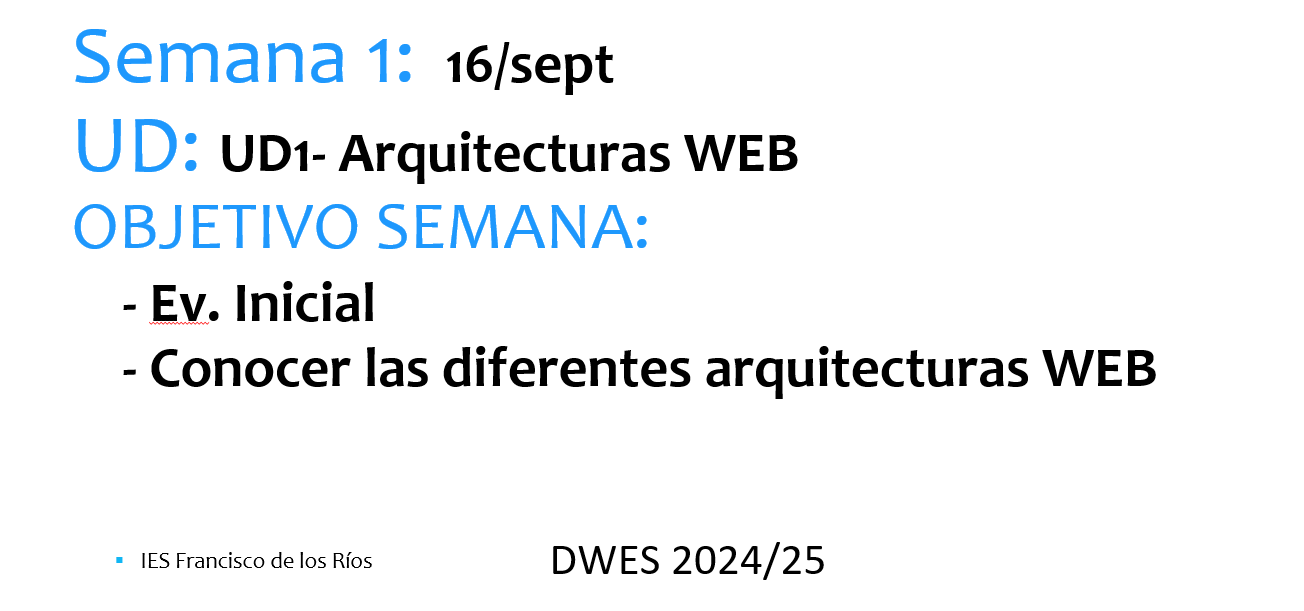 Semana 1: 16/sept
UD: UD1- Arquitecturas WEB
OBJETIVO SEMANA:
- Ev. Inicial
- Conocer las diferentes arquitecturas WEB
▪ IES Francisco de los Ríos
DWES 2024/25